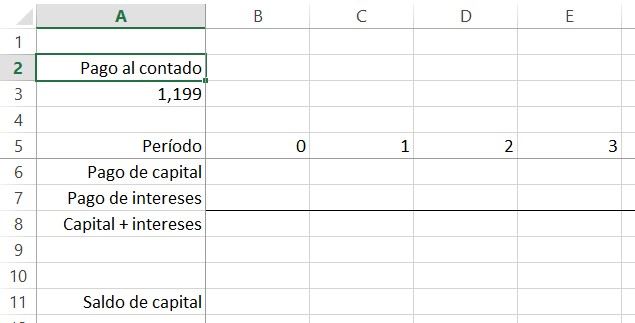 A B C D E
1
2 Pago al contado
3 1,199
4
5 Período 0 1 2 3
6 Pago de capital
7 Pago de intereses
8 Capital + intereses
9
10
11 Saldo de capital